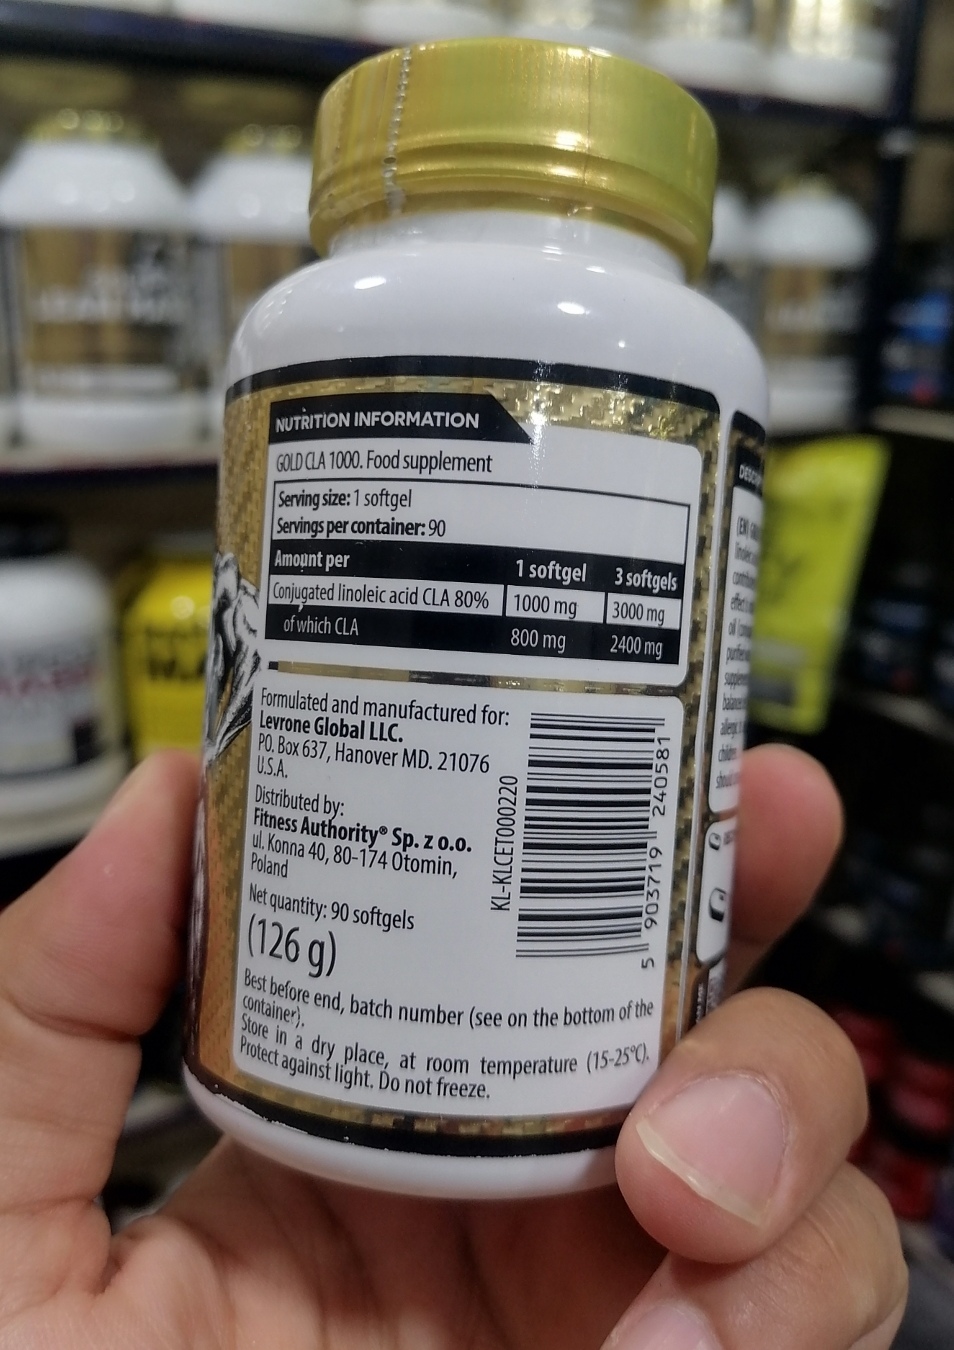 NUTRITION INFORMATION
GOLD CLA 1000. Food supplement
Serving size: 1 softgel
Servings per container: 90
Amount per 1 softgel 3 softgels
Conjugated linoleic acid CLA 80% 1000 mg 3000 mg
of which CLA 800 mg 2400 mg
Formulated and manufactured for:
Levrone Global LLC.
P.O. Box 637, Hanover MD. 21076
U.S.A.
Distributed by:
Fitness Authority® Sp. z o.o.
ul. Konna 40, 80-174 Otomin,
Poland
Net quantity: 90 softgels
(126 g)
KL-KLCET000220
5 903719 240581
Best before end, batch number (see on the bottom of the
container).
Store in a dry place, at room temperature (15-25°C).
Protect against light. Do not freeze.